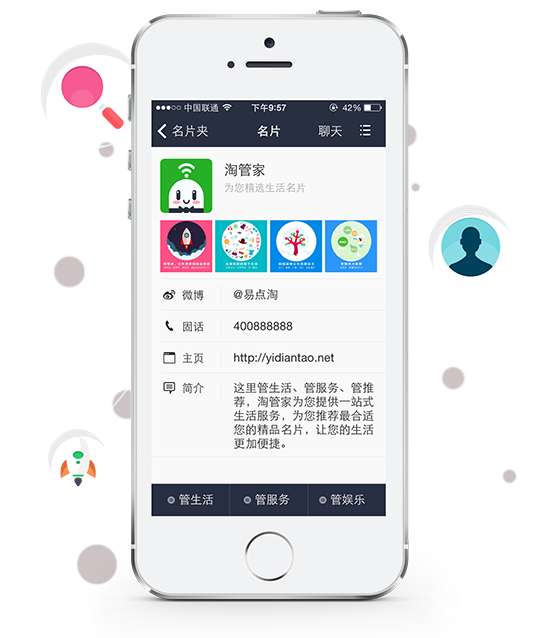 中国联通 下午9:57 42%
名片夹 名片 聊天
淘管家
为您精选生活名片
微博 @易点淘
固话 400888888
主页 http://yidiantao.net
简介 这里管生活、管服务、管推
荐，淘管家为您提供一站式
生活服务，为您推荐最合适
您的精品名片，让您的生活
更加便捷。
管生活 管服务 管娱乐